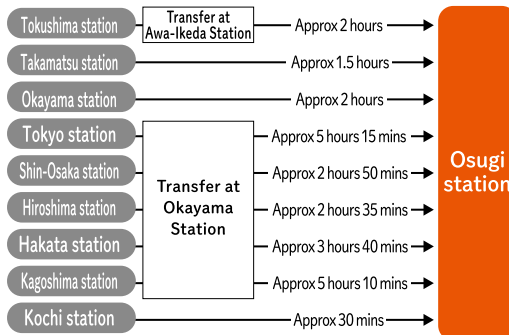 Tokushima station
Transfer at
Awa-Ikeda Station
Approx 2 hours
Takamatsu station
Approx 1.5 hours
Okayama station
Approx 2 hours
Tokyo station
Approx 5 hours 15 mins
Shin-Osaka station
Approx 2 hours 50 mins
Hiroshima station
Approx 2 hours 35 mins
Hakata station
Approx 3 hours 40 mins
Kagoshima station
Approx 5 hours 10 mins
Transfer at
Okayama
Station
Kochi station
Approx 30 mins
Osugi
station